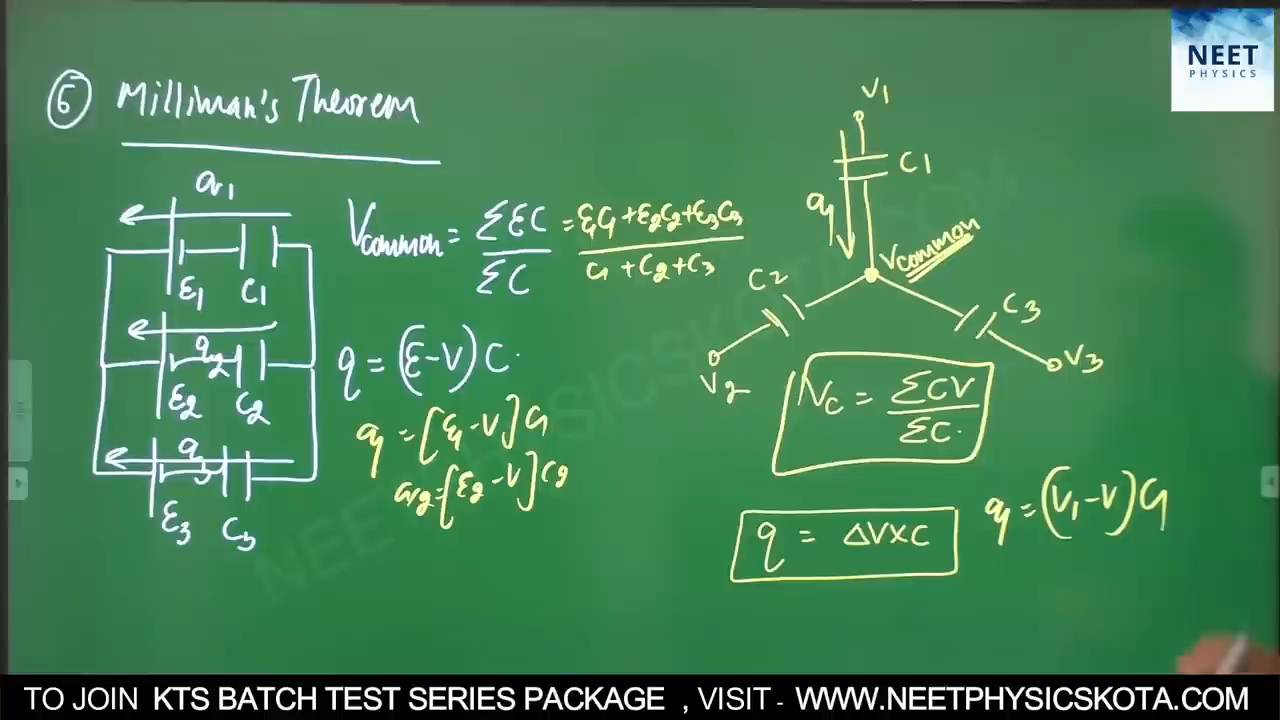 NEET
PHYSICS
⑥ Milliman's Theorem
V1
C1
q1
Vcommon
C2
C3
V2
V3
q1
ε1 C1
q2
ε2 C2
q
ε3 C3
Vcommon = ΣεC/ΣC = ε1C1+ε2C2+ε3C3/C1+C2+C3
q = (ε-V)C
q1 = [ε1-V]C1
q2 = [ε2-V]C2
Vc = ΣCV/ΣC
q = ΔV×C
q1 = (V1-V)C1
TO JOIN KTS BATCH TEST SERIES PACKAGE , VISIT - WWW.NEETPHYSICSKOTA.COM